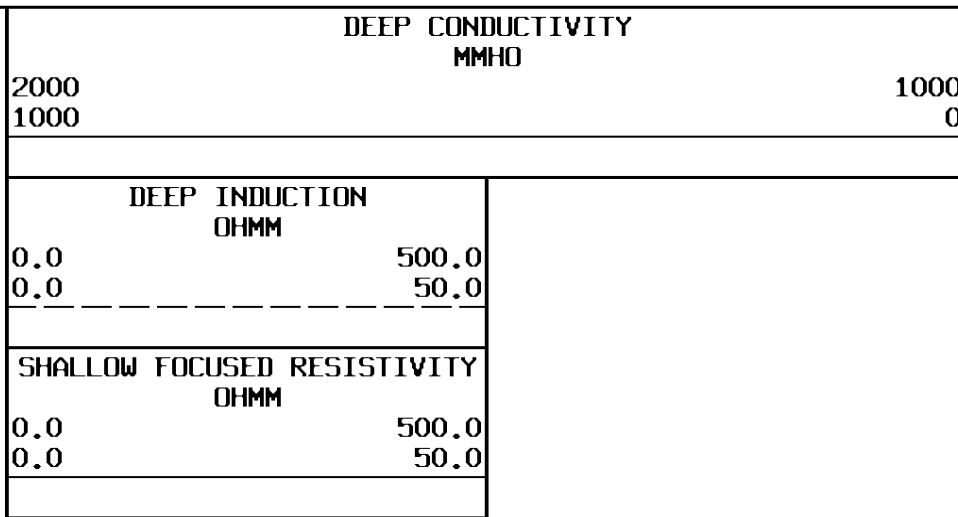 DEEP CONDUCTIVITY
MMHO
2000 1000
1000 0
DEEP INDUCTION
OHMM
0.0 500.0
0.0 50.0
SHALLOW FOCUSED RESISTIVITY
OHMM
0.0 500.0
0.0 50.0